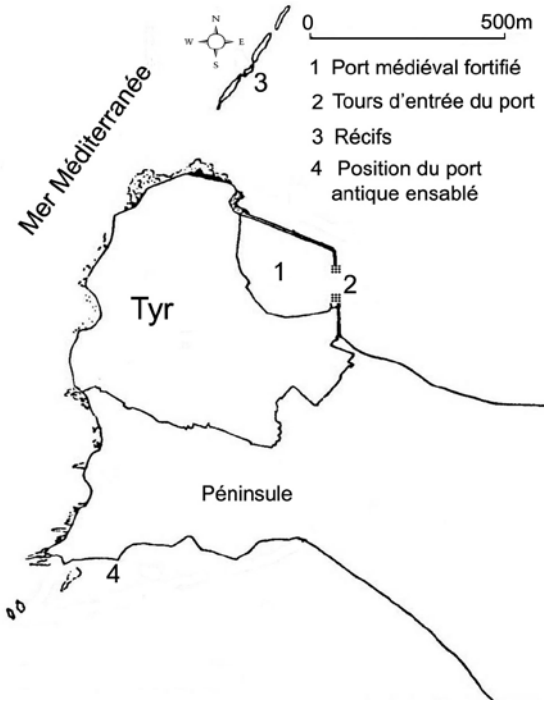 N
W E
S
0 500m
1 Port médiéval fortifié
2 Tours d'entrée du port
3 Récifs
4 Position du port
antique ensablé
Mer Méditerranée
3
1
2
Tyr
Péninsule
4